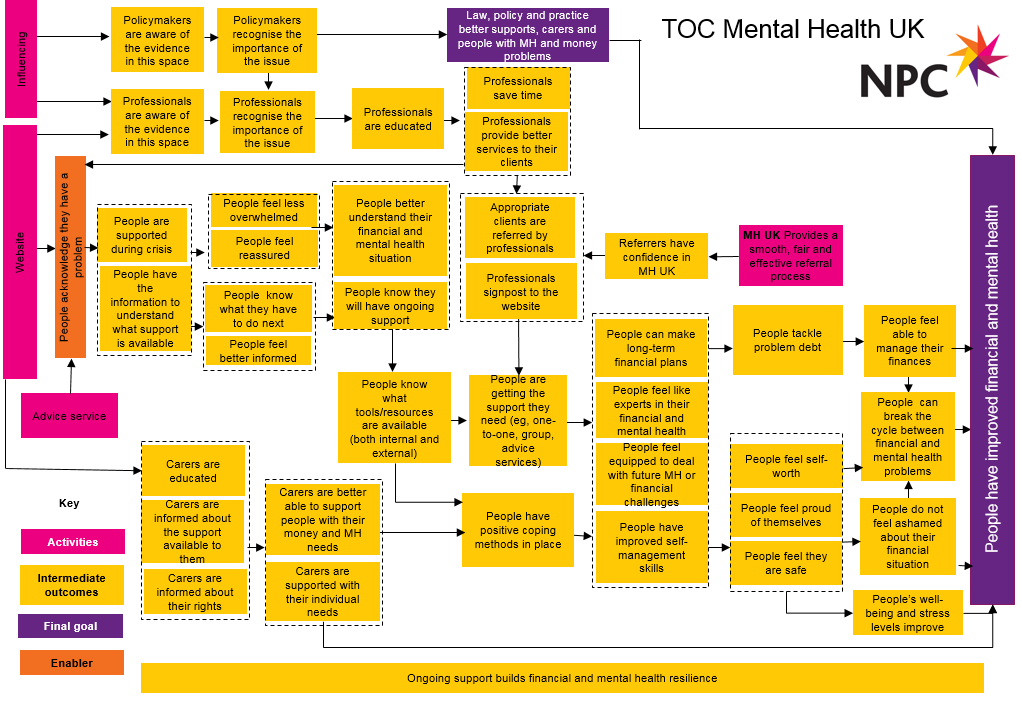 TOC Mental Health UK
NPC
Influencing
Policymakers
are aware of
the evidence
in this space
Policymakers
recognise the
importance of
the issue
Law, policy and practice
better supports, carers and
people with MH and money
problems
Professionals
are aware of
the evidence
in this space
Professionals
recognise the
importance of
the issue
Professionals
are educated
Professionals
save time
Professionals
provide better
services to their
clients
Website
People acknowledge they have a
problem
People are
supported
during crisis
People have
the
information to
understand
what support
is available
People feel less
overwhelmed
People feel
reassured
People  know
what they have
to do next
People feel
better informed
People better
understand their
financial and
mental health
situation
People know they
will have ongoing
support
Appropriate
clients are
referred by
professionals
Professionals
signpost to the
website
Referrers have
confidence in
MH UK
MH UK Provides a
smooth, fair and
effective referral
process
People have improved financial and mental health
Advice service
People know
what
tools/resources
are available
(both internal and
external)
People are
getting the
support they
need (eg, one-
to-one, group,
advice
services)
People can make
long-term
financial plans
People feel like
experts in their
financial and
mental health
People feel
equipped to deal
with future MH or
financial
challenges
People have
improved self-
management
skills
People tackle
problem debt
People feel
able to
manage their
finances
People  can
break the
cycle between
financial and
mental health
problems
People feel self-
worth
People feel proud
of themselves
People feel they
are safe
People do not
feel ashamed
about their
financial
situation
People's well-
being and stress
levels improve
Carers are
educated
Carers are
informed about
the support
available to
them
Carers are
informed about
their rights
Carers are better
able to support
people with their
money and MH
needs
Carers are
supported with
their individual
needs
People have
positive coping
methods in place
Key
Activities
Intermediate
outcomes
Final goal
Enabler
Ongoing support builds financial and mental health resilience